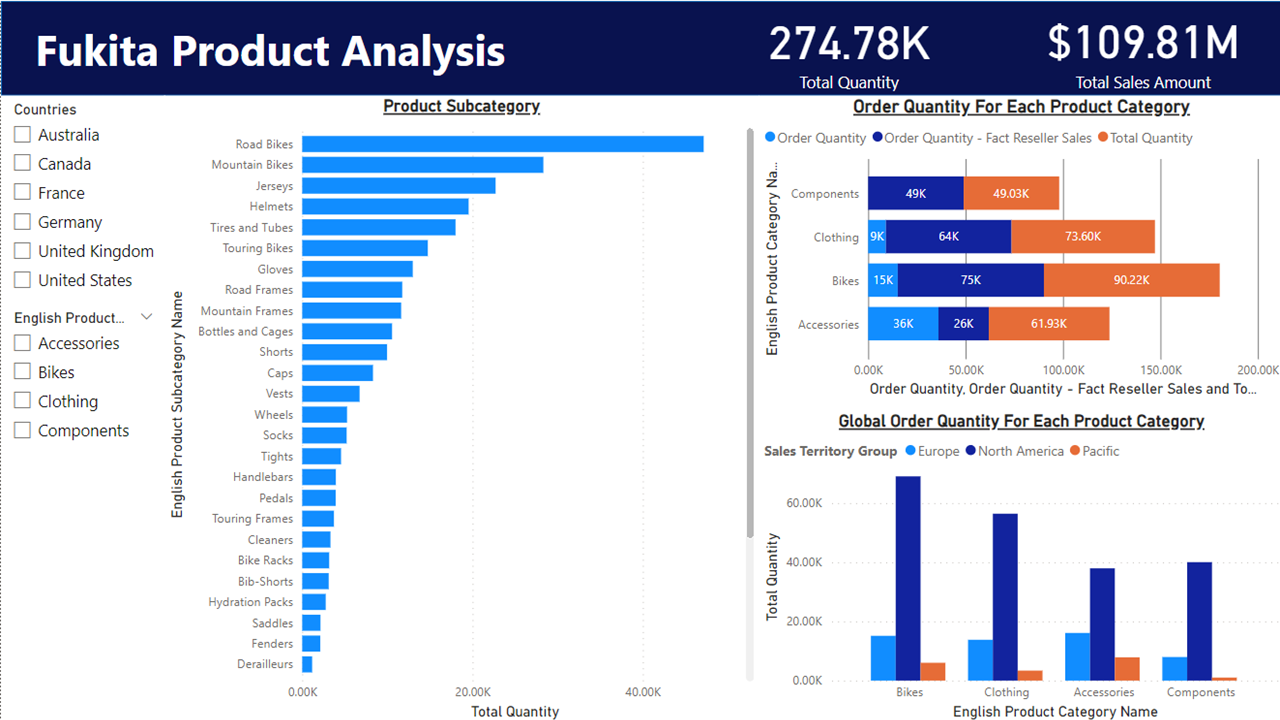 Fukita Product Analysis
274.78K
Total Quantity
$109.81M
Total Sales Amount
Countries
Australia
Canada
France
Germany
United Kingdom
United States
English Product...
Accessories
Bikes
Clothing
Components
Product Subcategory
English Product Subcategory Name
Road Bikes
Mountain Bikes
Jerseys
Helmets
Tires and Tubes
Touring Bikes
Gloves
Road Frames
Mountain Frames
Bottles and Cages
Shorts
Caps
Vests
Wheels
Socks
Tights
Handlebars
Pedals
Touring Frames
Cleaners
Bike Racks
Bib-Shorts
Hydration Packs
Saddles
Fenders
Derailleurs
0.00K 20.00K 40.00K
Total Quantity
Order Quantity For Each Product Category
Order Quantity Order Quantity - Fact Reseller Sales Total Quantity
English Product Category Na...
Components 49K 49.03K
Clothing 9K 64K 73.60K
Bikes 15K 75K 90.22K
Accessories 36K 26K 61.93K
0.00K 50.00K 100.00K 150.00K 200.00K
Order Quantity, Order Quantity - Fact Reseller Sales and To...
Global Order Quantity For Each Product Category
Sales Territory Group Europe North America Pacific
Total Quantity
60.00K
40.00K
20.00K
0.00K
Bikes Clothing Accessories Components
English Product Category Name